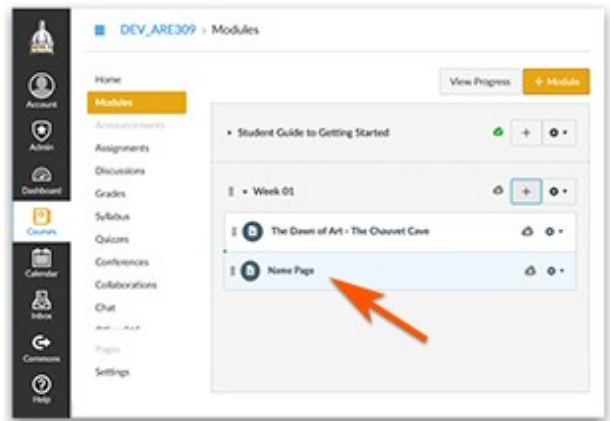 DEV_ARE309 › Modules
Account
Admin
Dashboard
Courses
Calendar
Inbox
Commons
Help
Home
Modules
Announcements
Assignments
Discussions
Grades
Syllabus
Quizzes
Conferences
Collaborations
Chat
Pages
Settings
View Progress + Module
Student Guide to Getting Started
Week 01
The Dawn of Art - The Chauvet Cave
Name Page